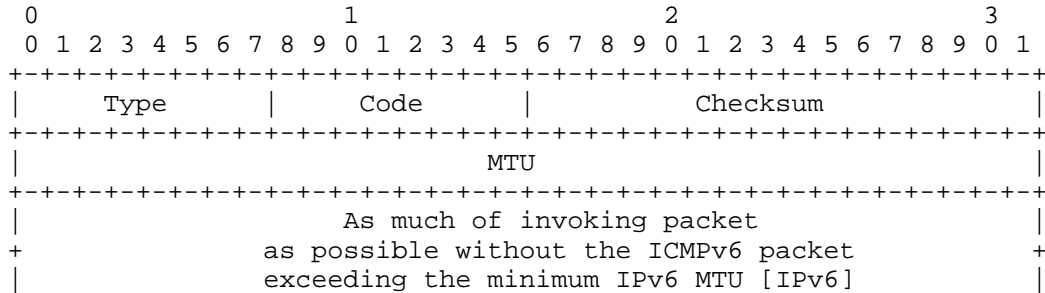 0                   1                   2                   3
 0 1 2 3 4 5 6 7 8 9 0 1 2 3 4 5 6 7 8 9 0 1 2 3 4 5 6 7 8 9 0 1
+-+-+-+-+-+-+-+-+-+-+-+-+-+-+-+-+-+-+-+-+-+-+-+-+-+-+-+-+-+-+-+-+
|     Type      |     Code      |          Checksum             |
+-+-+-+-+-+-+-+-+-+-+-+-+-+-+-+-+-+-+-+-+-+-+-+-+-+-+-+-+-+-+-+-+
|                             MTU                               |
+-+-+-+-+-+-+-+-+-+-+-+-+-+-+-+-+-+-+-+-+-+-+-+-+-+-+-+-+-+-+-+-+
|                    As much of invoking packet                 |
+               as possible without the ICMPv6 packet           +
|               exceeding the minimum IPv6 MTU [IPv6]           |